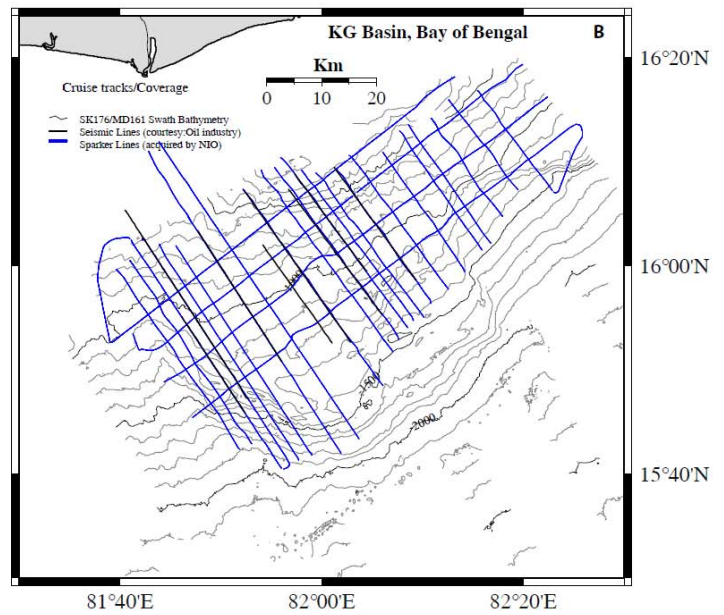 KG Basin, Bay of Bengal B
Km
0 10 20
Cruise tracks/Coverage
SK176/MD161 Swath Bathymetry
Seismic Lines (courtesy:Oil industry)
Sparker Lines (acquired by NIO)
16°20'N
16°00'N
15°40'N
1000
1500
2000
81°40'E 82°00'E 82°20'E